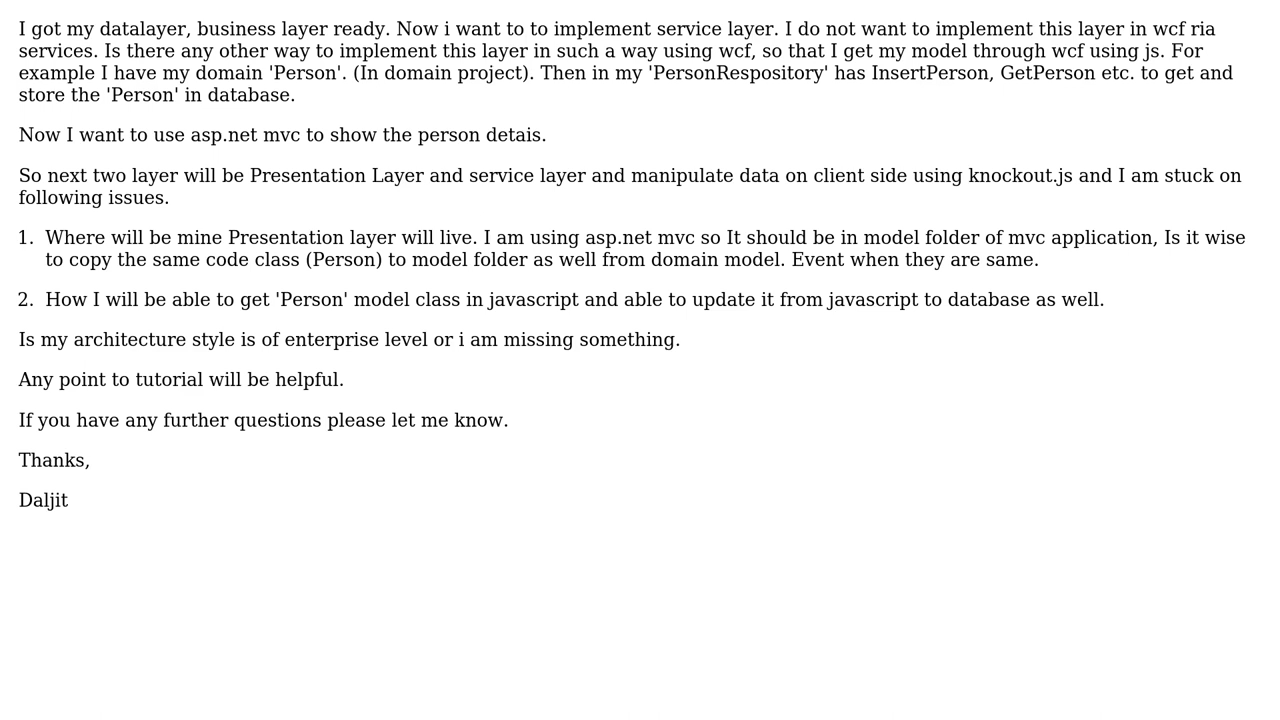 I got my datalayer, business layer ready. Now i want to to implement service layer. I do not want to implement this layer in wcf ria
services. Is there any other way to implement this layer in such a way using wcf, so that I get my model through wcf using js. For
example I have my domain 'Person'. (In domain project). Then in my 'PersonRespository' has InsertPerson, GetPerson etc. to get and
store the 'Person' in database.
Now I want to use asp.net mvc to show the person detais.
So next two layer will be Presentation Layer and service layer and manipulate data on client side using knockout.js and I am stuck on
following issues.
1. Where will be mine Presentation layer will live. I am using asp.net mvc so It should be in model folder of mvc application, Is it wise
to copy the same code class (Person) to model folder as well from domain model. Event when they are same.
2. How I will be able to get 'Person' model class in javascript and able to update it from javascript to database as well.
Is my architecture style is of enterprise level or i am missing something.
Any point to tutorial will be helpful.
If you have any further questions please let me know.
Thanks,
Daljit